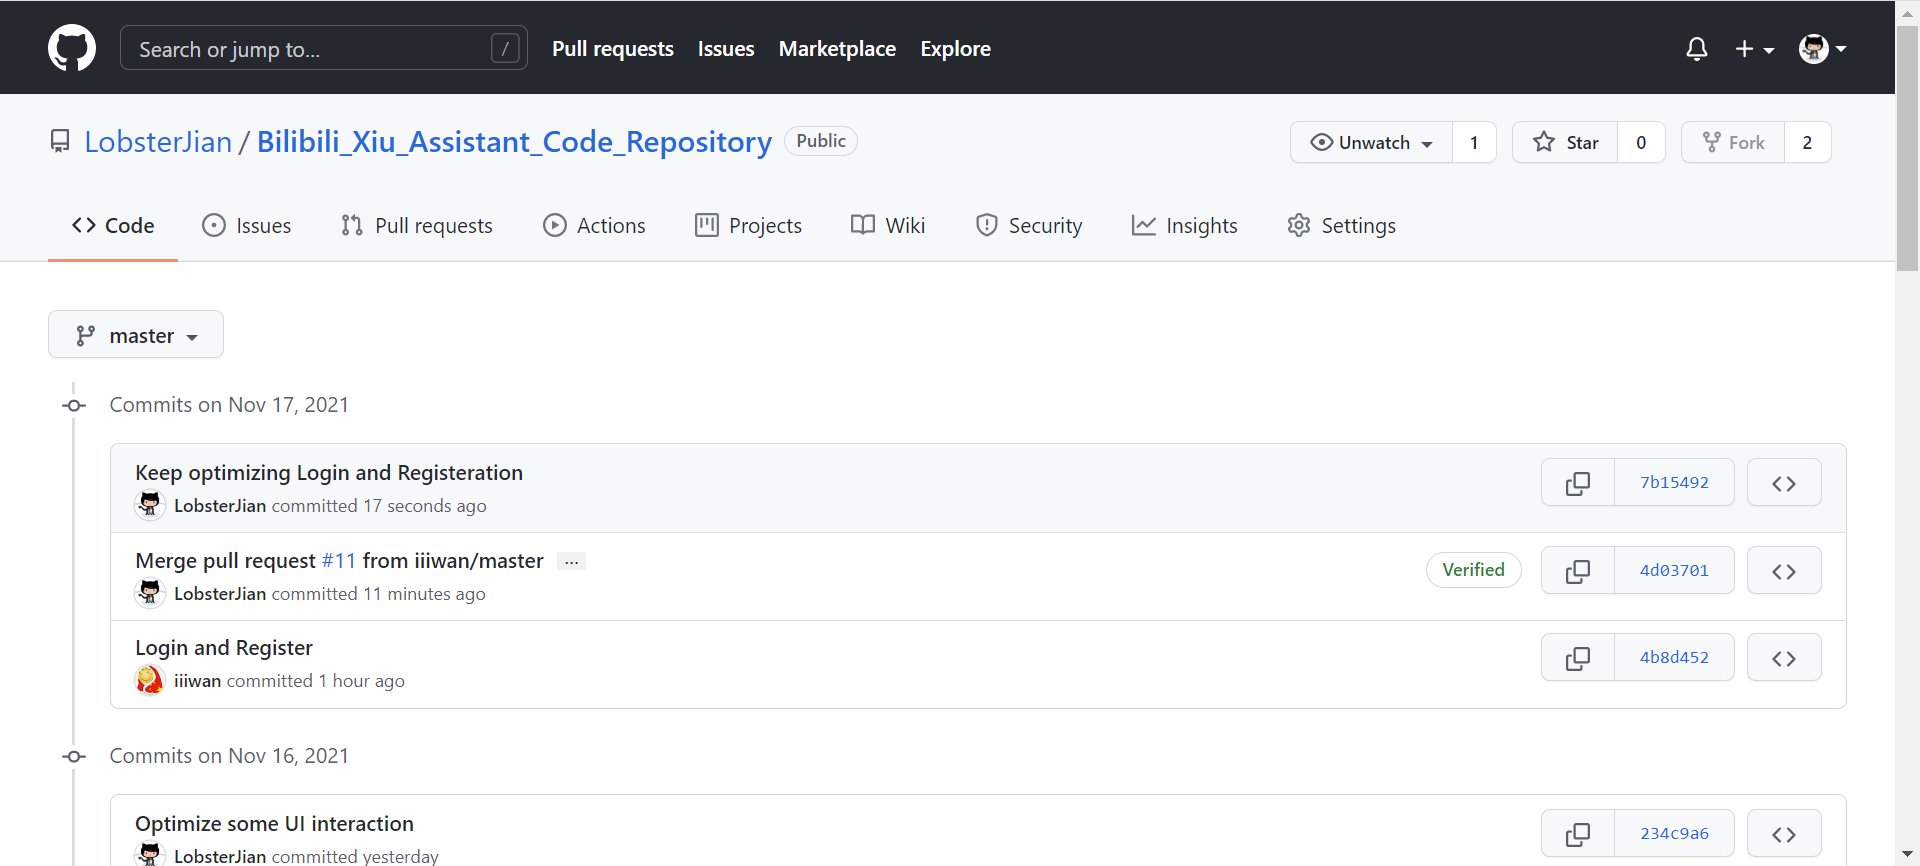 Search or jump to... /
Pull requests Issues Marketplace Explore
LobsterJian / Bilibili_Xiu_Assistant_Code_Repository Public
Unwatch 1 Star 0 Fork 2
Code Issues Pull requests Actions Projects Wiki Security Insights Settings
master
Commits on Nov 17, 2021
Keep optimizing Login and Registeration
LobsterJian committed 17 seconds ago
7b15492
Merge pull request #11 from iiiwan/master ...
LobsterJian committed 11 minutes ago
Verified 4d03701
Login and Register
iiiwan committed 1 hour ago
4b8d452
Commits on Nov 16, 2021
Optimize some UI interaction
LobsterJian committed yesterday
234c9a6